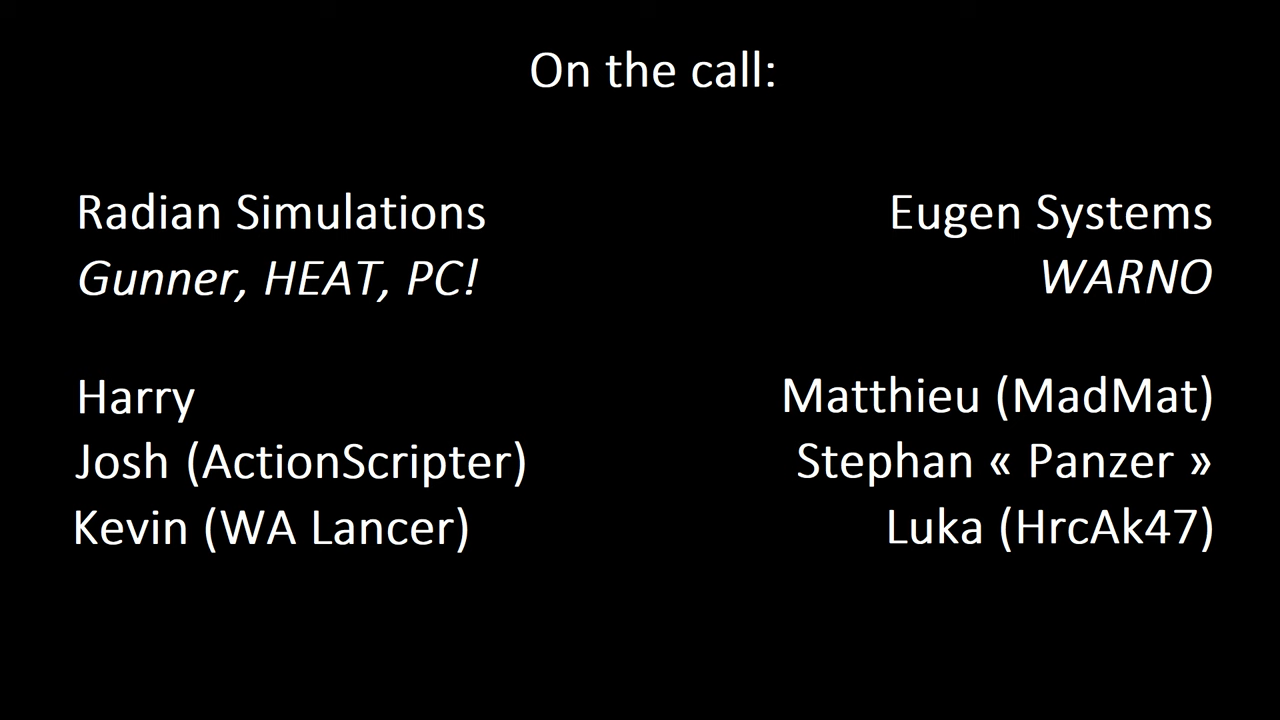 On the call:
Radian Simulations
Gunner, HEAT, PC!
Harry
Josh (ActionScripter)
Kevin (WA Lancer)
Eugen Systems
WARNO
Matthieu (MadMat)
Stephan « Panzer »
Luka (HrcAk47)